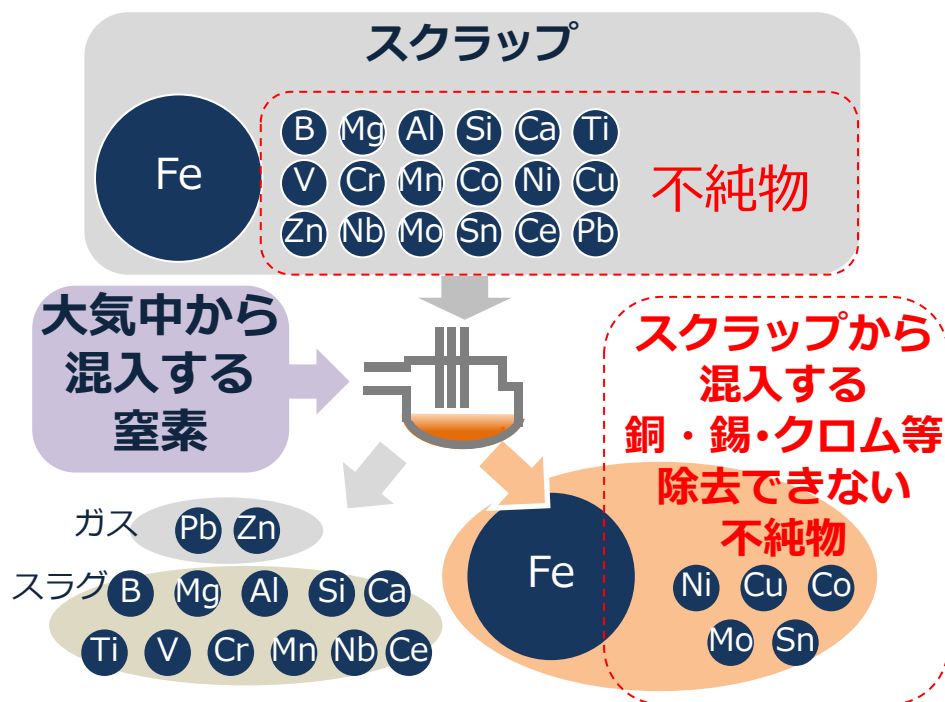 スクラップ
Fe
B Mg Al Si Ca Ti
V Cr Mn Co Ni Cu
Zn Nb Mo Sn Ce Pb
不純物
大気中から
混入する
窒素
スクラップから
混入する
銅・錫・クロム等
除去できない
不純物
ガス
Pb Zn
スラグ
B Mg Al Si Ca
Ti V Cr Mn Nb Ce
Fe
Ni Cu Co
Mo Sn